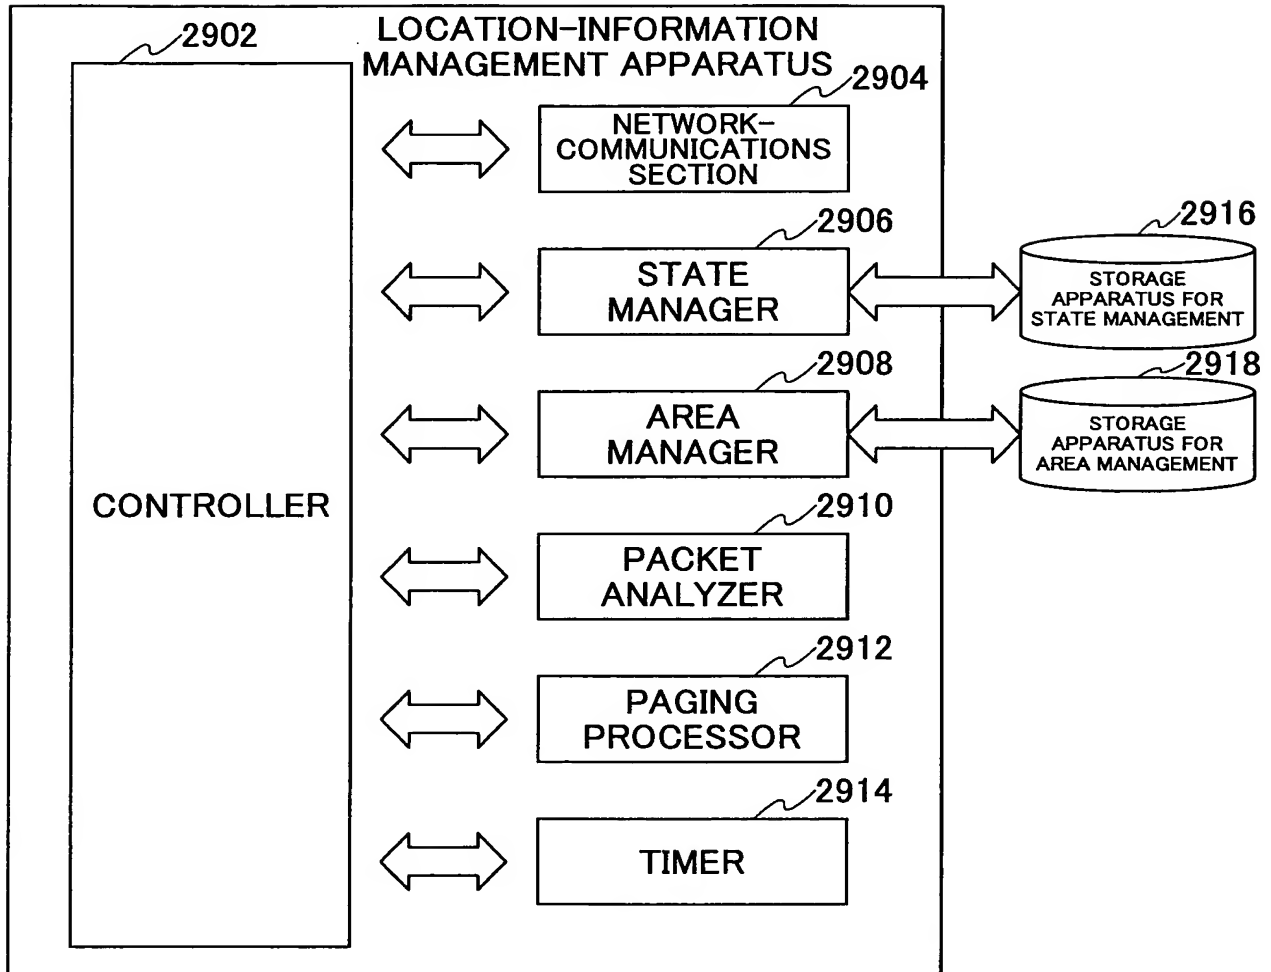 LOCATION-INFORMATION
MANAGEMENT APPARATUS
2902
CONTROLLER
2904
NETWORK-
COMMUNICATIONS
SECTION
2906
STATE
MANAGER
2916
STORAGE
APPARATUS FOR
STATE MANAGEMENT
2908
AREA
MANAGER
2918
STORAGE
APPARATUS FOR
AREA MANAGEMENT
2910
PACKET
ANALYZER
2912
PAGING
PROCESSOR
2914
TIMER